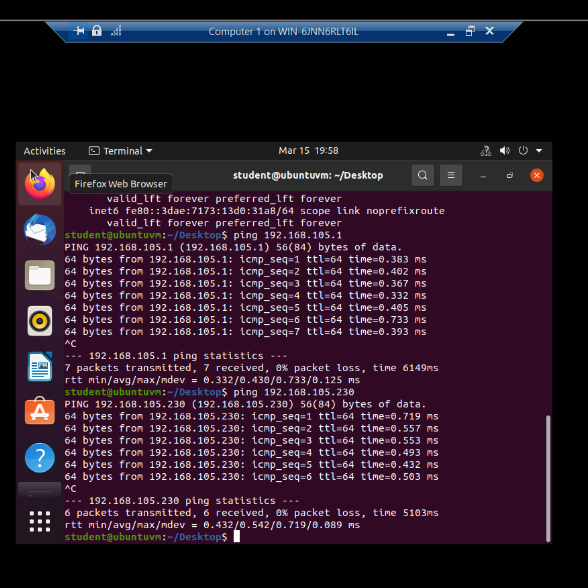 Computer 1 on WIN-6JNN6RLT6IL
Activities
Terminal
Mar 15 19:58
student@ubuntuvm: ~/Desktop
Firefox Web Browser
valid_lft forever preferred_lft forever
inet6 fe80::3dae:7173:13d0:31a8/64 scope link noprefixroute
valid_lft forever preferred_lft forever
student@ubuntuvm:~/Desktop$ ping 192.168.105.1
PING 192.168.105.1 (192.168.105.1) 56(84) bytes of data.
64 bytes from 192.168.105.1: icmp_seq=1 ttl=64 time=0.383 ms
64 bytes from 192.168.105.1: icmp_seq=2 ttl=64 time=0.402 ms
64 bytes from 192.168.105.1: icmp_seq=3 ttl=64 time=0.367 ms
64 bytes from 192.168.105.1: icmp_seq=4 ttl=64 time=0.332 ms
64 bytes from 192.168.105.1: icmp_seq=5 ttl=64 time=0.405 ms
64 bytes from 192.168.105.1: icmp_seq=6 ttl=64 time=0.733 ms
64 bytes from 192.168.105.1: icmp_seq=7 ttl=64 time=0.393 ms
^C
--- 192.168.105.1 ping statistics ---
7 packets transmitted, 7 received, 0% packet loss, time 6149ms
rtt min/avg/max/mdev = 0.332/0.430/0.733/0.125 ms
student@ubuntuvm:~/Desktop$ ping 192.168.105.230
PING 192.168.105.230 (192.168.105.230) 56(84) bytes of data.
64 bytes from 192.168.105.230: icmp_seq=1 ttl=64 time=0.719 ms
64 bytes from 192.168.105.230: icmp_seq=2 ttl=64 time=0.557 ms
64 bytes from 192.168.105.230: icmp_seq=3 ttl=64 time=0.553 ms
64 bytes from 192.168.105.230: icmp_seq=4 ttl=64 time=0.493 ms
64 bytes from 192.168.105.230: icmp_seq=5 ttl=64 time=0.432 ms
64 bytes from 192.168.105.230: icmp_seq=6 ttl=64 time=0.503 ms
^C
--- 192.168.105.230 ping statistics ---
6 packets transmitted, 6 received, 0% packet loss, time 5103ms
rtt min/avg/max/mdev = 0.432/0.542/0.719/0.089 ms
student@ubuntuvm:~/Desktop$